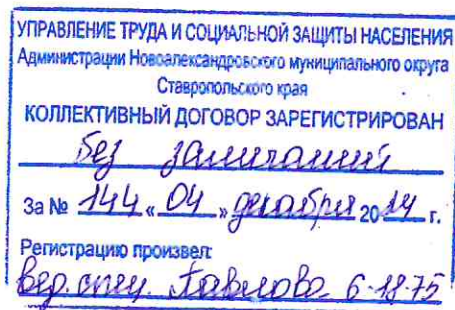 УПРАВЛЕНИЕ ТРУДА И СОЦИАЛЬНОЙ ЗАЩИТЫ НАСЕЛЕНИЯ
Администрации Новоалександровского муниципального округа
Ставропольского края
КОЛЛЕКТИВНЫЙ ДОГОВОР ЗАРЕГИСТРИРОВАН
без замечаний
За № 144 « 04 » декабря 2024 г.
Регистрацию произвел:
вед. спец. Павлова 6-18-75